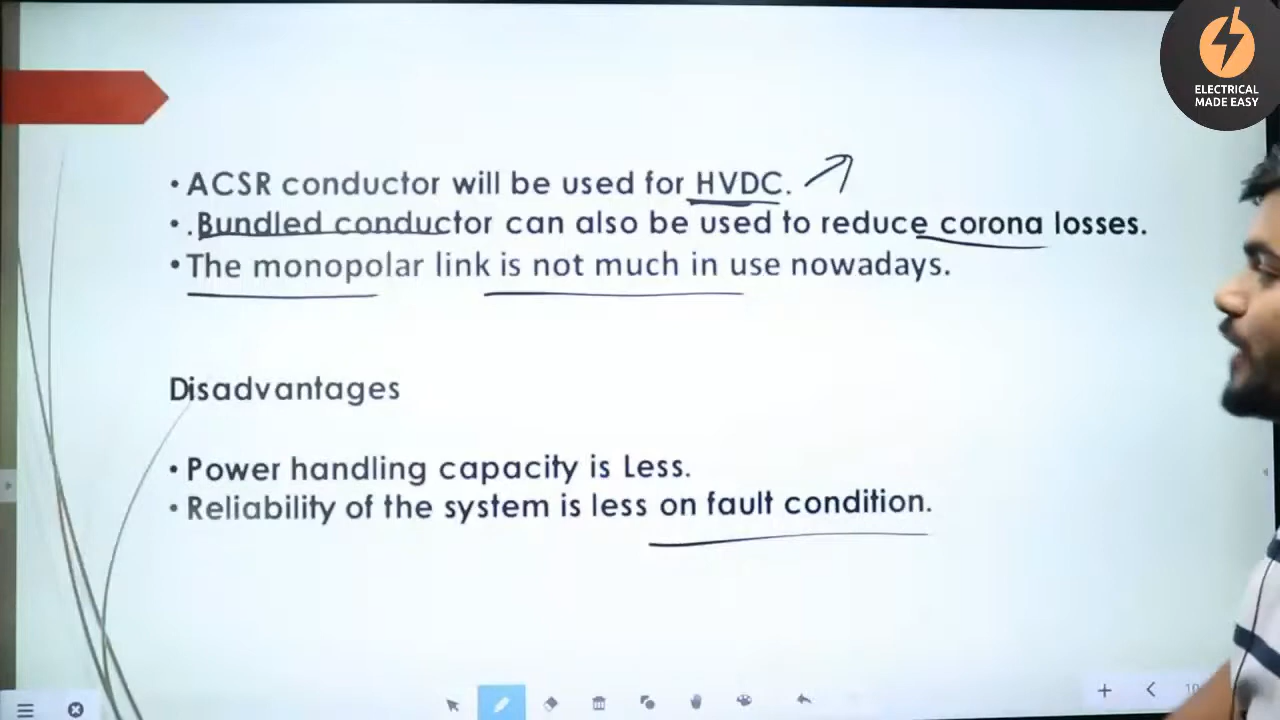 ELECTRICAL
MADE EASY
• ACSR conductor will be used for HVDC.
• . Bundled conductor can also be used to reduce corona losses.
• The monopolar link is not much in use nowadays.
Disadvantages
• Power handling capacity is Less.
• Reliability of the system is less on fault condition.